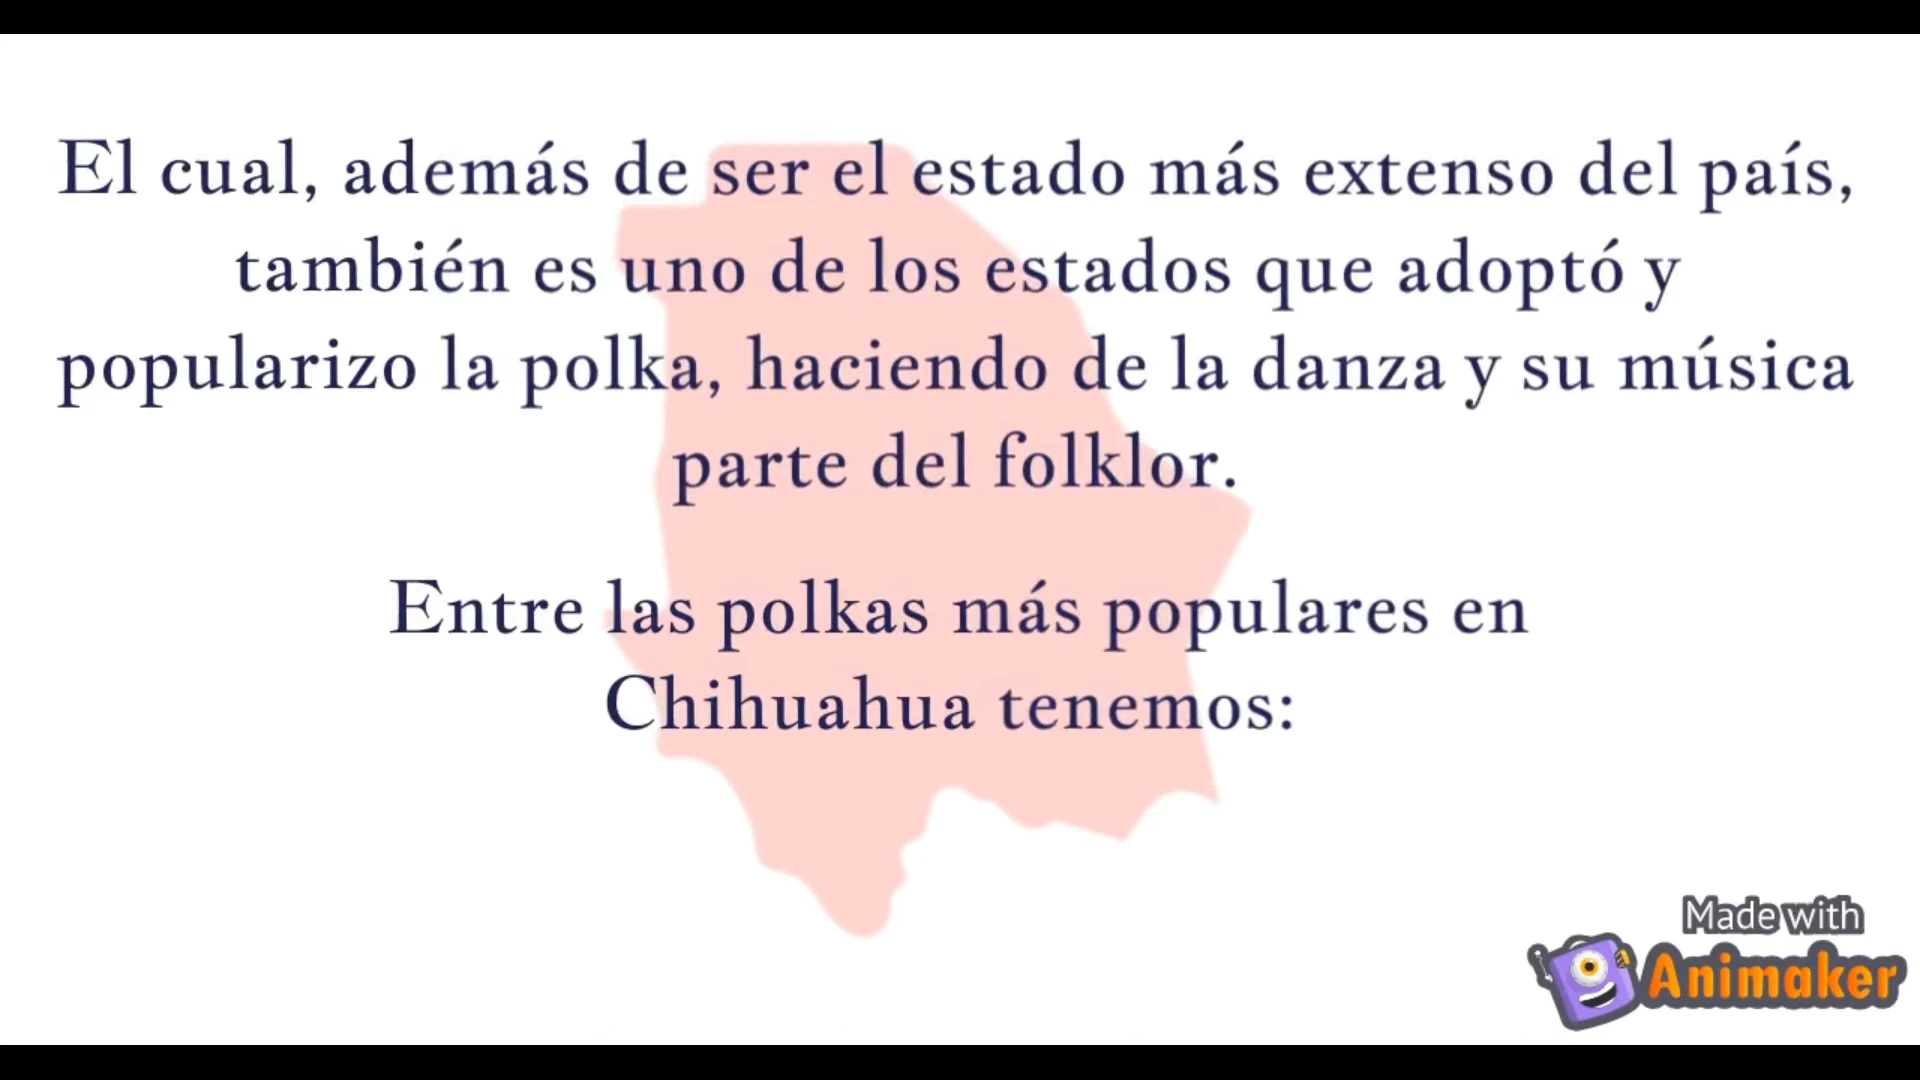 El cual, además de ser el estado más extenso del país,
también es uno de los estados que adoptó y
popularizo la polka, haciendo de la danza y su música
parte del folklor.
Entre las polkas más populares en
Chihuahua tenemos:
Made with
Animaker